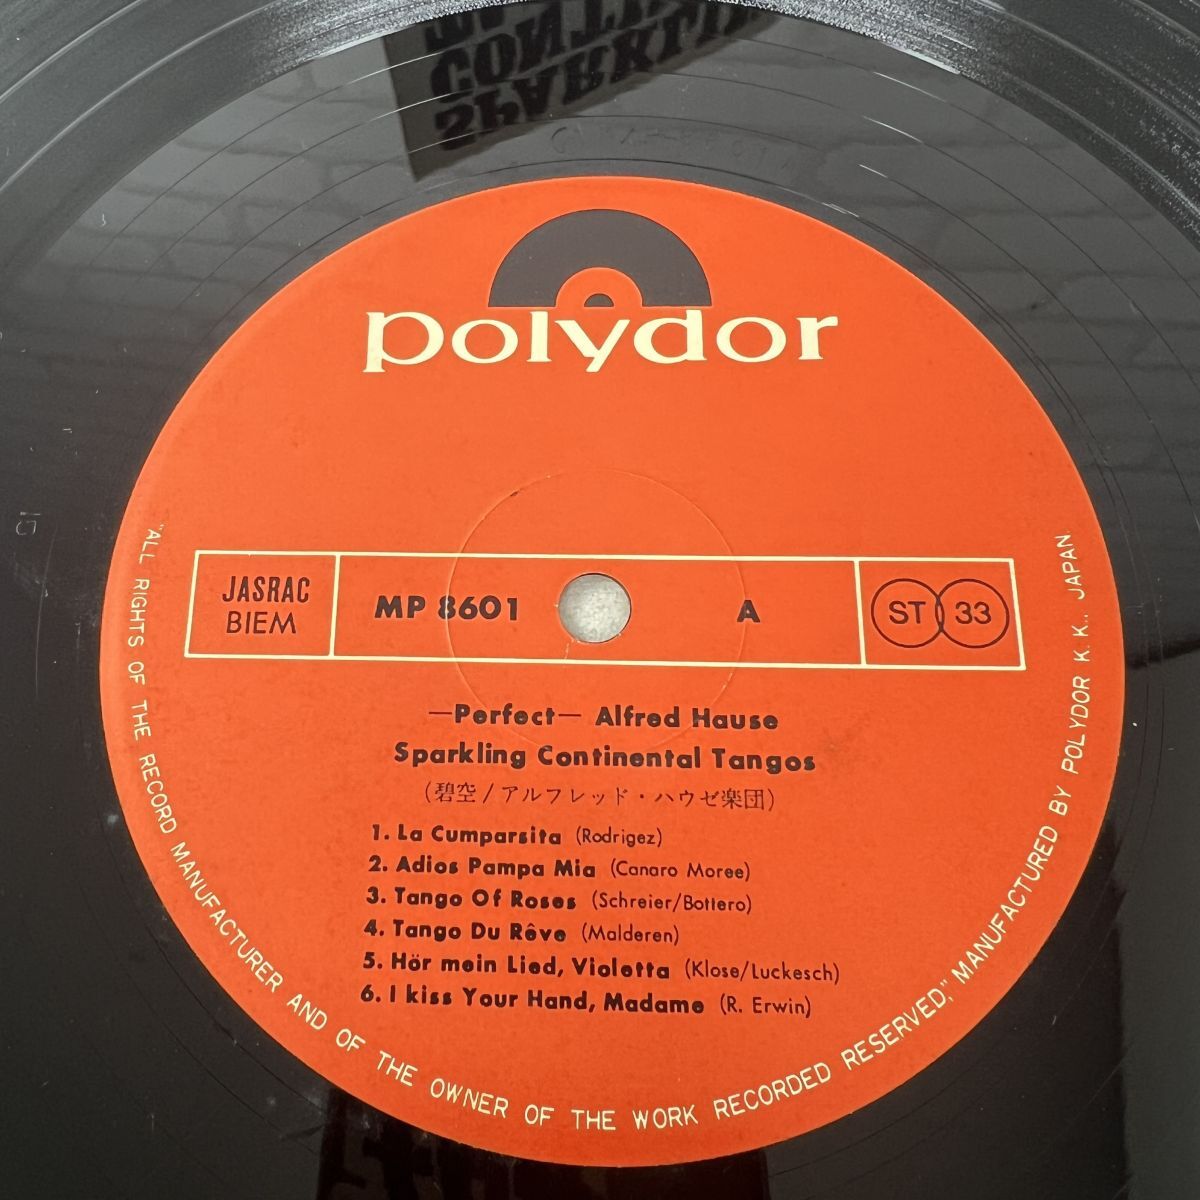 SPARKLING
polydor
JASRAC
BIEM
MP 8601
A
ST 33
—Perfect— Alfred Hause
Sparkling Continental Tangos
(碧空/アルフレッド・ハウゼ楽団)
1. La Cumparsita (Rodrigez)
2. Adios Pampa Mia (Canaro Moree)
3. Tango Of Roses (Schreier/Bottero)
4. Tango Du Rêve (Malderen)
5. Hör mein Lied, Violetta (Klose/Luckesch)
6. I kiss Your Hand, Madame (R. Erwin)
"ALL RIGHTS OF THE RECORD MANUFACTURER AND OF THE OWNER OF THE WORK RECORDED RESERVED," MANUFACTURED BY POLYDOR K. K., JAPAN